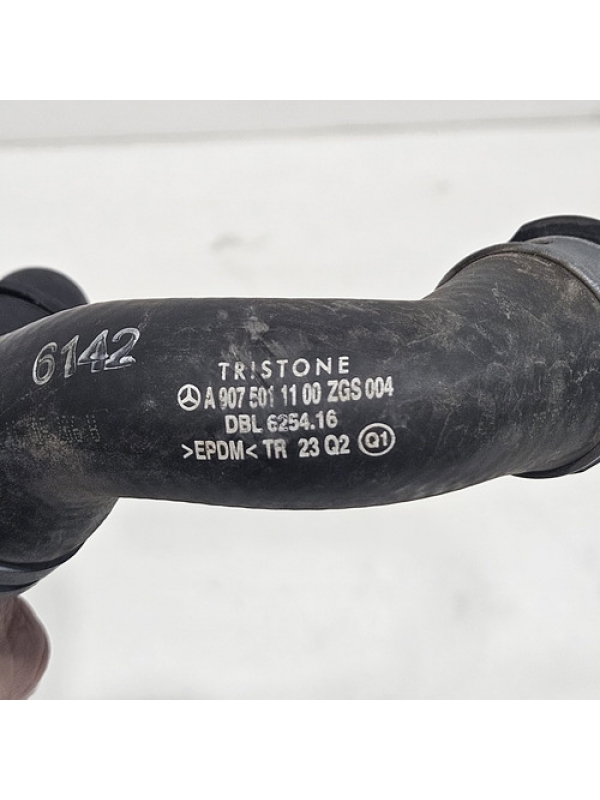 6142
TRISTONE
A 907 501 11 00 ZGS 004
DBL 6254.16
>EPDM< TR 23 Q2 Q1